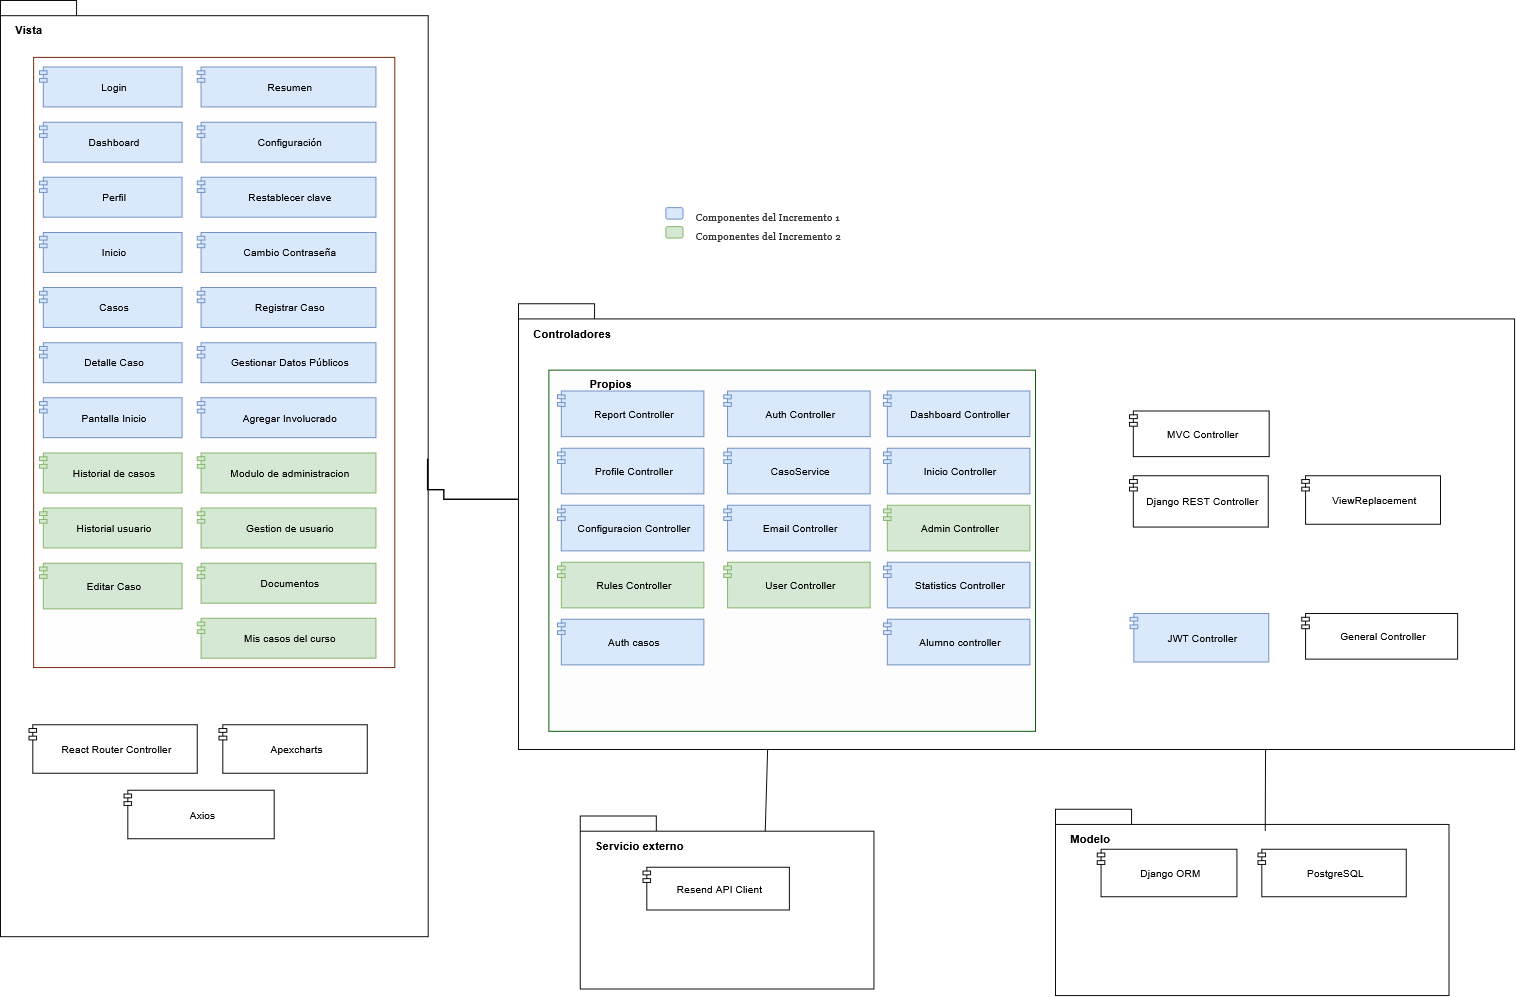 Vista
Login
Resumen
Dashboard
Configuración
Perfil
Restablecer clave
Inicio
Cambio Contraseña
Casos
Registrar Caso
Detalle Caso
Gestionar Datos Públicos
Pantalla Inicio
Agregar Involucrado
Historial de casos
Modulo de administracion
Historial usuario
Gestion de usuario
Editar Caso
Documentos
Mis casos del curso
React Router Controller
Apexcharts
Axios
Componentes del Incremento 1
Componentes del Incremento 2
Controladores
Propios
Report Controller
Auth Controller
Dashboard Controller
Profile Controller
CasoService
Inicio Controller
Configuracion Controller
Email Controller
Admin Controller
Rules Controller
User Controller
Statistics Controller
Auth casos
Alumno controller
MVC Controller
Django REST Controller
ViewReplacement
JWT Controller
General Controller
Servicio externo
Resend API Client
Modelo
Django ORM
PostgreSQL